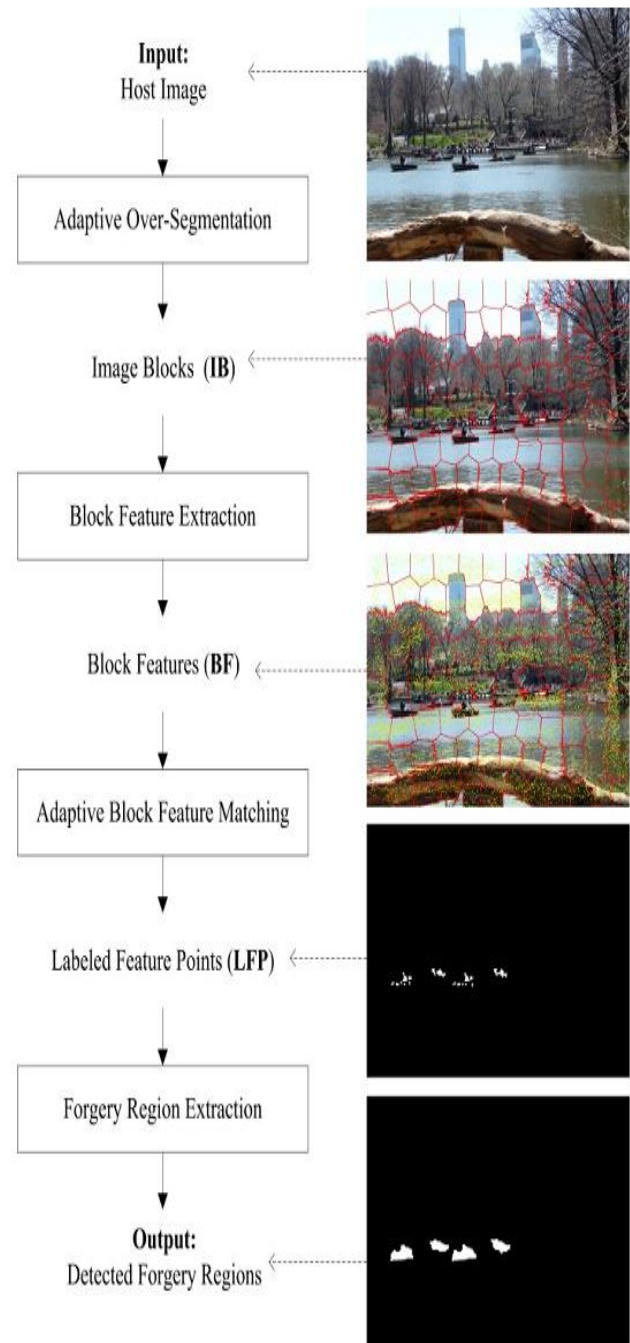 Input:
Host Image
Adaptive Over-Segmentation
Image Blocks (IB)
Block Feature Extraction
Block Features (BF)
Adaptive Block Feature Matching
Labeled Feature Points (LFP)
Forgery Region Extraction
Output:
Detected Forgery Regions